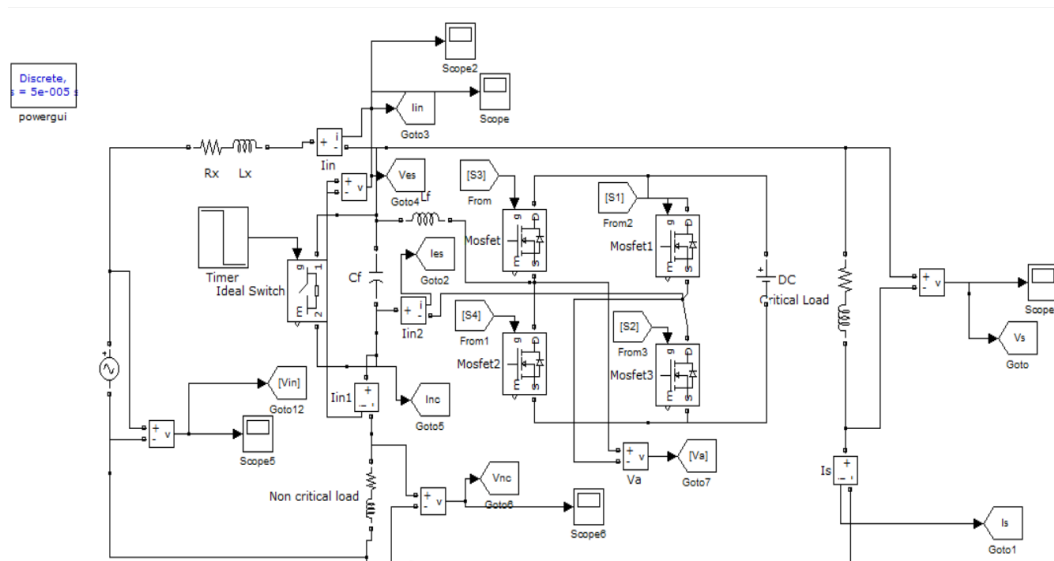 Scope2
Discrete,
s = 5e-005 s
powergui
Scope
Iin
Goto3
i
+
-
Iin
Rx
Lx
+
-
v
Ves
Goto4
Lf
[S3]
From
[S1]
From2
g
Mosfet
Mosfet1
Timer
Ideal Switch
g
1
2
Cf
Ies
Goto2
i
+
-
Iin2
+
DC
Critical Load
+
-
v
Scope
Vs
Goto
[S4]
From1
[S2]
From3
g
Mosfet2
Mosfet3
+
[Vin]
Goto12
Iin1
Inc
Goto5
+
-
v
Scope5
+
-
v
Va
[Va]
Goto7
Is
Non critical load
+
-
v
Vnc
Goto6
Scope6
Is
Goto1